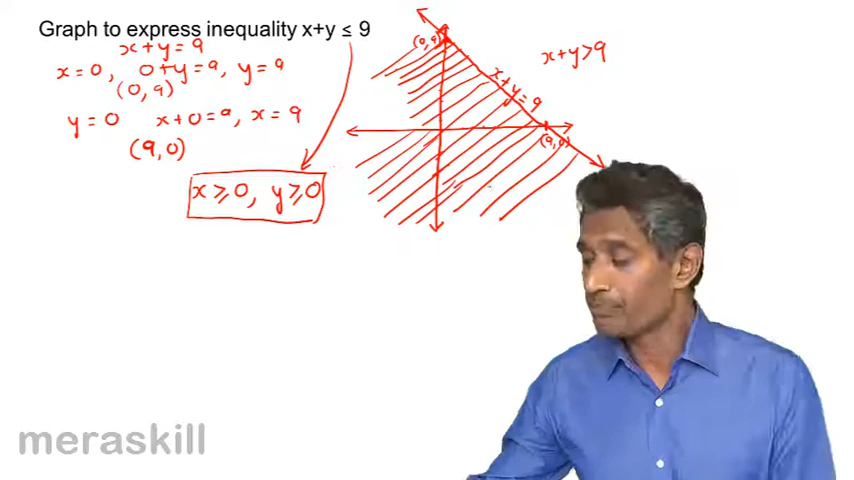 Graph to express inequality x+y ≤ 9
x+y = 9
x=0, 0+y=9, y=9
(0,9)
y=0 x+0=9, x=9
(9,0)
x≥0, y≥0
(0,9)
x+y=9
x+y>9
(9,0)
meraskill